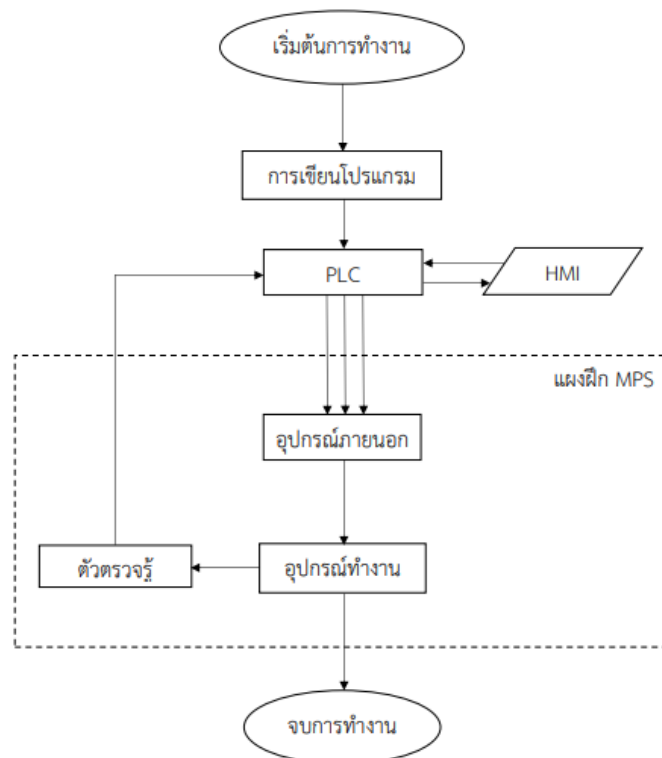 เริ่มต้นการทำงาน
การเขียนโปรแกรม
PLC
HMI
แผงฝึก MPS
อุปกรณ์ภายนอก
ตัวตรวจรู้
อุปกรณ์ทำงาน
จบการทำงาน